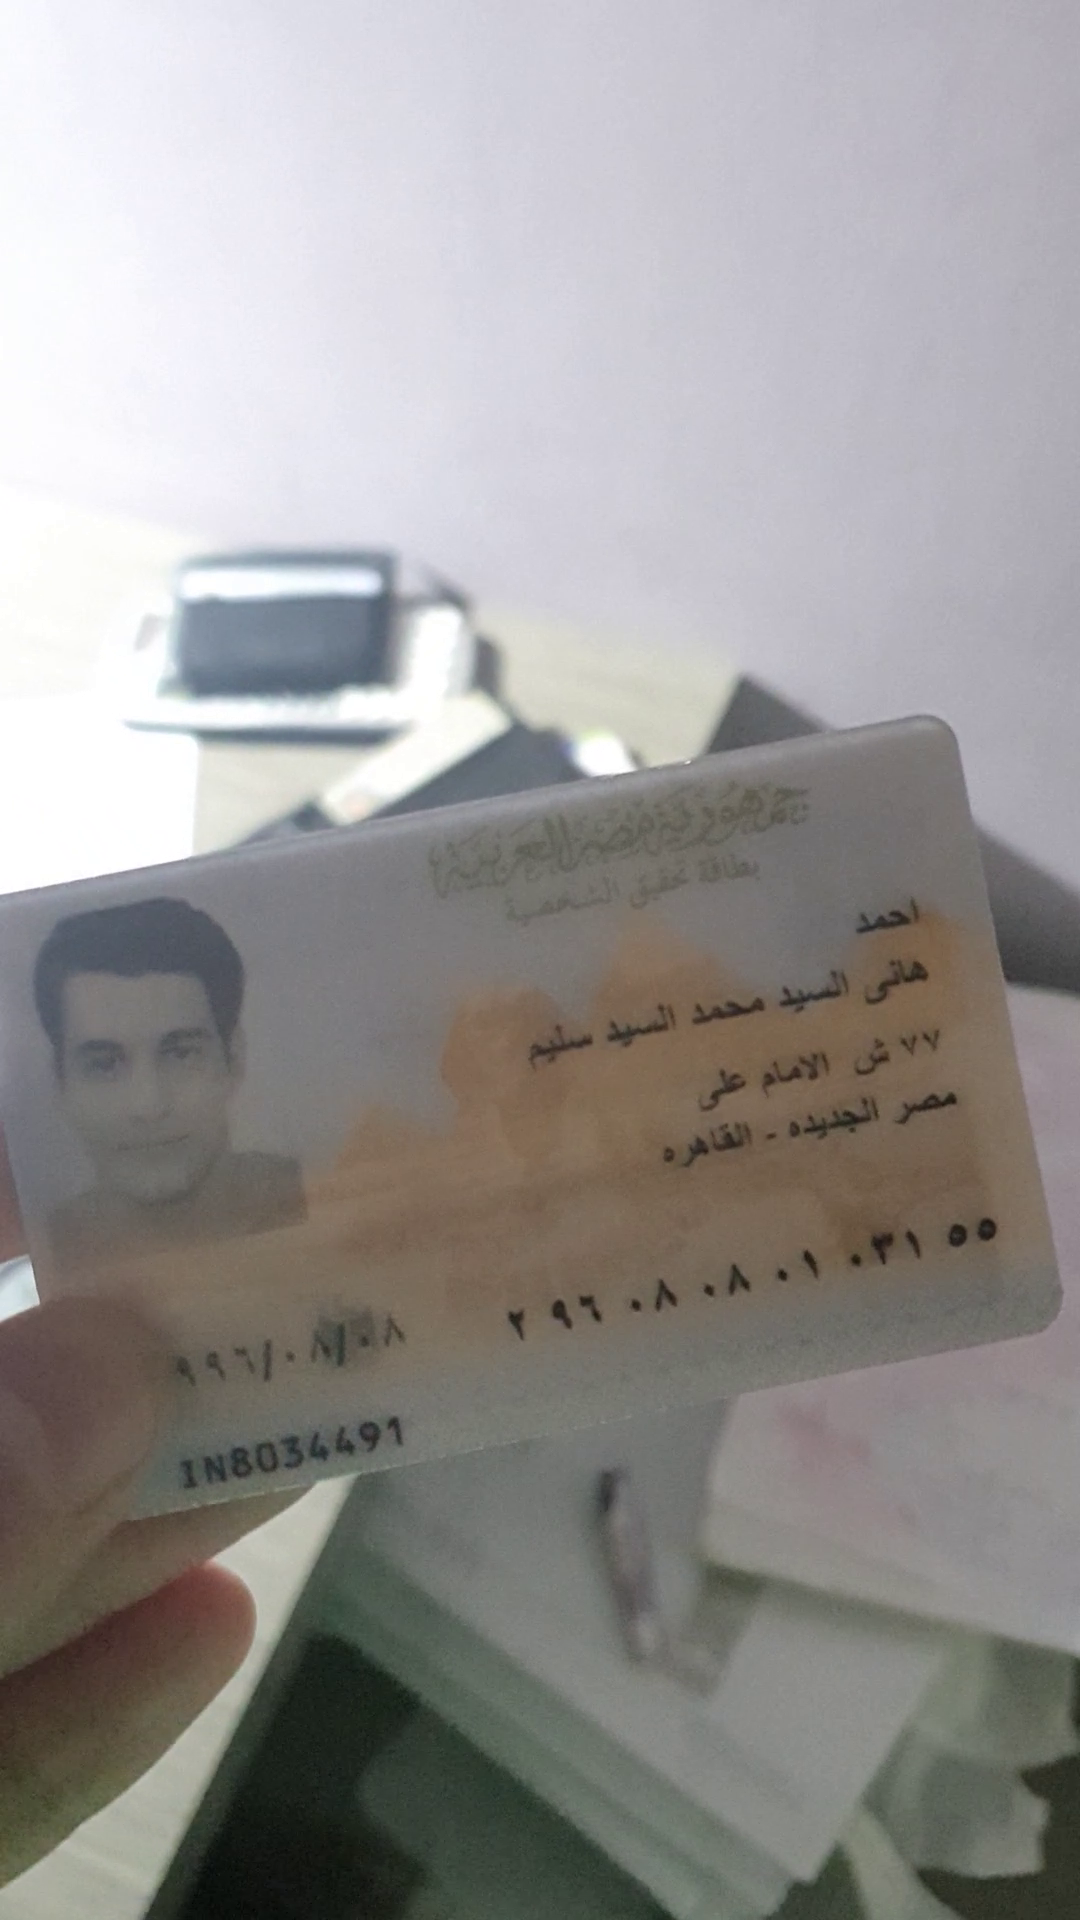 جمهورية مصر العربية
بطاقة تحقيق الشخصية
احمد
هانى السيد محمد السيد سليم
٧٧ ش الامام على
مصر الجديده - القاهره
٢ ٩٦ ٠٨ ٠٨ ٠١ ٠٣١ ٥٥
٩٩٦/٠٨/٠٨
IN8034491